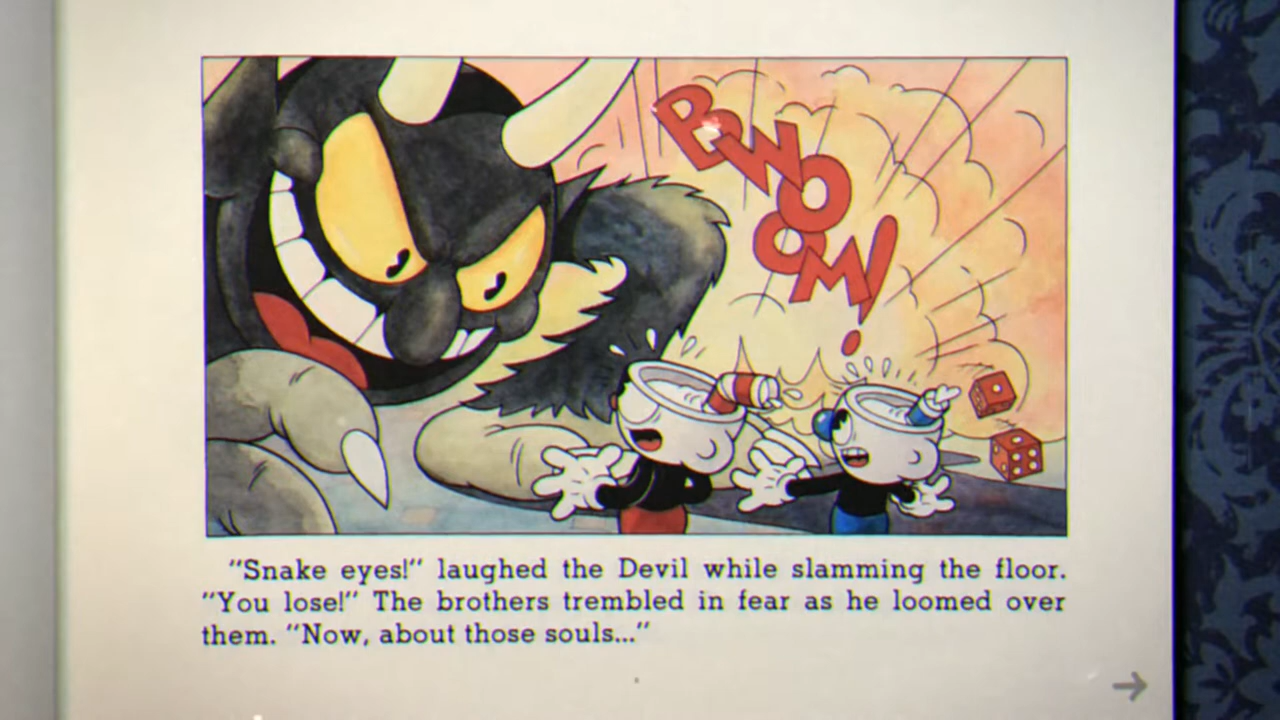 BWOOM!
“Snake eyes!“ laughed the Devil while slamming the floor.
“You lose!“ The brothers trembled in fear as he loomed over
them. “Now, about those souls...“